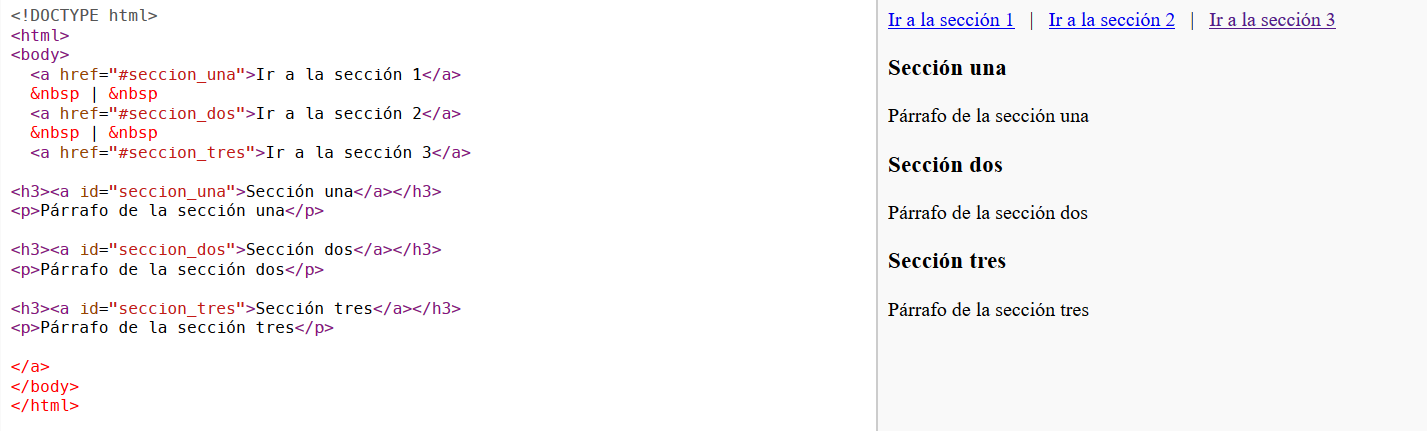 <!DOCTYPE html>
<html>
<body>
  <a href="#seccion_una">Ir a la sección 1</a>
  &nbsp | &nbsp
  <a href="#seccion_dos">Ir a la sección 2</a>
  &nbsp | &nbsp
  <a href="#seccion_tres">Ir a la sección 3</a>

<h3><a id="seccion_una">Sección una</a></h3>
<p>Párrafo de la sección una</p>

<h3><a id="seccion_dos">Sección dos</a></h3>
<p>Párrafo de la sección dos</p>

<h3><a id="seccion_tres">Sección tres</a></h3>
<p>Párrafo de la sección tres</p>

</a>
</body>
</html>
Ir a la sección 1 | Ir a la sección 2 | Ir a la sección 3
Sección una
Párrafo de la sección una
Sección dos
Párrafo de la sección dos
Sección tres
Párrafo de la sección tres